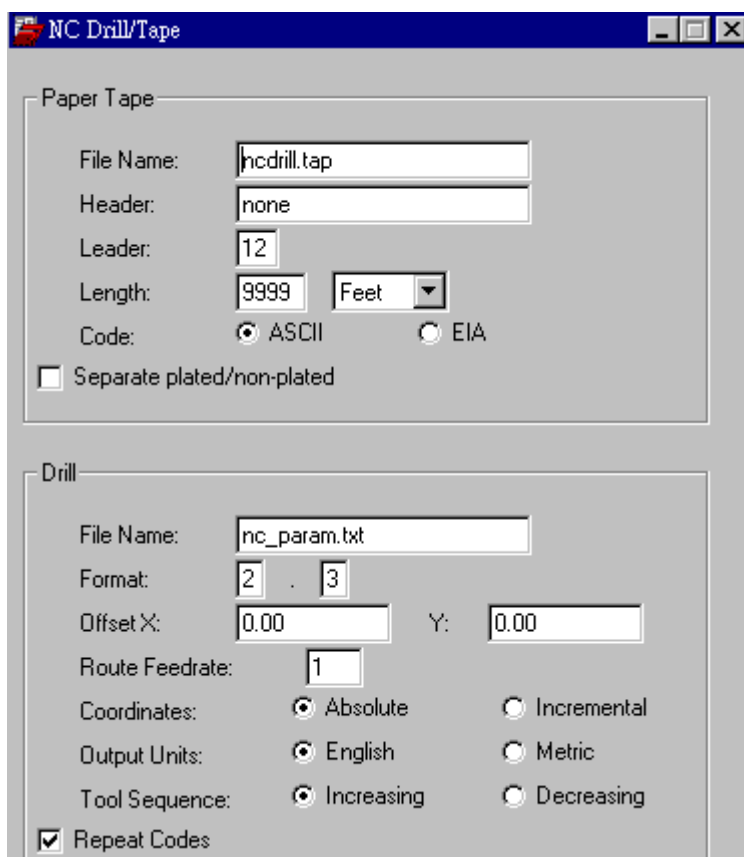 NC Drill/Tape
Paper Tape
File Name: ncdrill.tap
Header: none
Leader: 12
Length: 9999 Feet
Code: ASCII EIA
Separate plated/non-plated
Drill
File Name: nc_param.txt
Format: 2 . 3
Offset X: 0.00 Y: 0.00
Route Feedrate: 1
Coordinates: Absolute Incremental
Output Units: English Metric
Tool Sequence: Increasing Decreasing
Repeat Codes